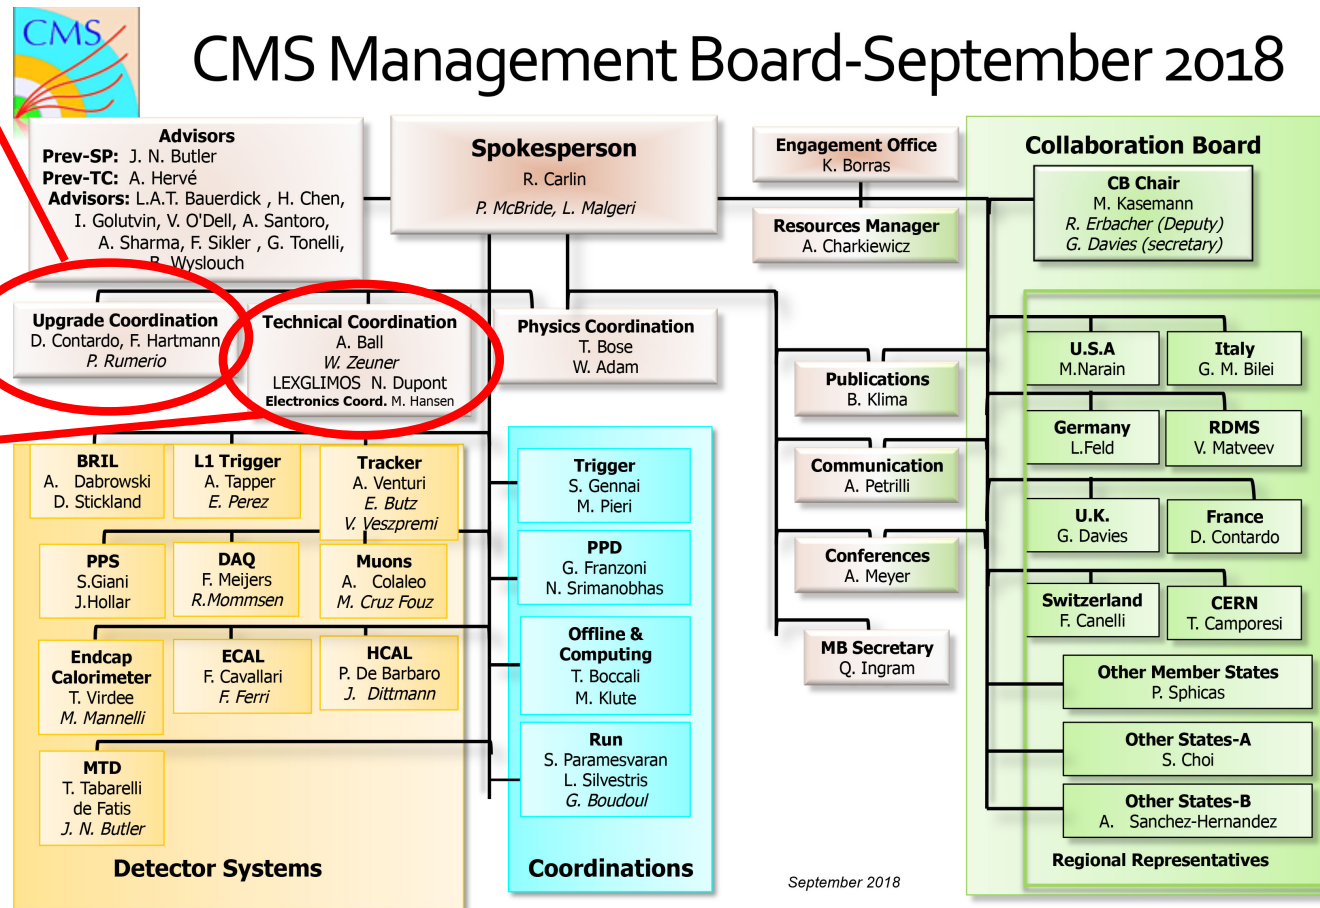 CMS
CMS Management Board-September 2018
Advisors
Prev-SP: J. N. Butler
Prev-TC: A. Hervé
Advisors: L.A.T. Bauerdick , H. Chen,
I. Golutvin, V. O'Dell, A. Santoro,
A. Sharma, F. Sikler , G. Tonelli,
B. Wyslouch
Spokesperson
R. Carlin
P. McBride, L. Malgeri
Engagement Office
K. Borras
Resources Manager
A. Charkiewicz
Collaboration Board
CB Chair
M. Kasemann
R. Erbacher (Deputy)
G. Davies (secretary)
Upgrade Coordination
D. Contardo, F. Hartmann
P. Rumerio
Technical Coordination
A. Ball
W. Zeuner
LEXGLIMOS N. Dupont
Electronics Coord. M. Hansen
Physics Coordination
T. Bose
W. Adam
Publications
B. Klima
Communication
A. Petrilli
Conferences
A. Meyer
MB Secretary
Q. Ingram
U.S.A
M.Narain
Italy
G. M. Bilei
Germany
L.Feld
RDMS
V. Matveev
U.K.
G. Davies
France
D. Contardo
Switzerland
F. Canelli
CERN
T. Camporesi
Other Member States
P. Sphicas
Other States-A
S. Choi
Other States-B
A. Sanchez-Hernandez
Regional Representatives
BRIL
A. Dabrowski
D. Stickland
L1 Trigger
A. Tapper
E. Perez
Tracker
A. Venturi
E. Butz
V. Veszpremi
PPS
S.Giani
J.Hollar
DAQ
F. Meijers
R.Mommsen
Muons
A. Colaleo
M. Cruz Fouz
Endcap
Calorimeter
T. Virdee
M. Mannelli
ECAL
F. Cavallari
F. Ferri
HCAL
P. De Barbaro
J. Dittmann
MTD
T. Tabarelli
de Fatis
J. N. Butler
Detector Systems
Trigger
S. Gennai
M. Pieri
PPD
G. Franzoni
N. Srimanobhas
Offline &
Computing
T. Boccali
M. Klute
Run
S. Paramesvaran
L. Silvestris
G. Boudoul
Coordinations
September 2018